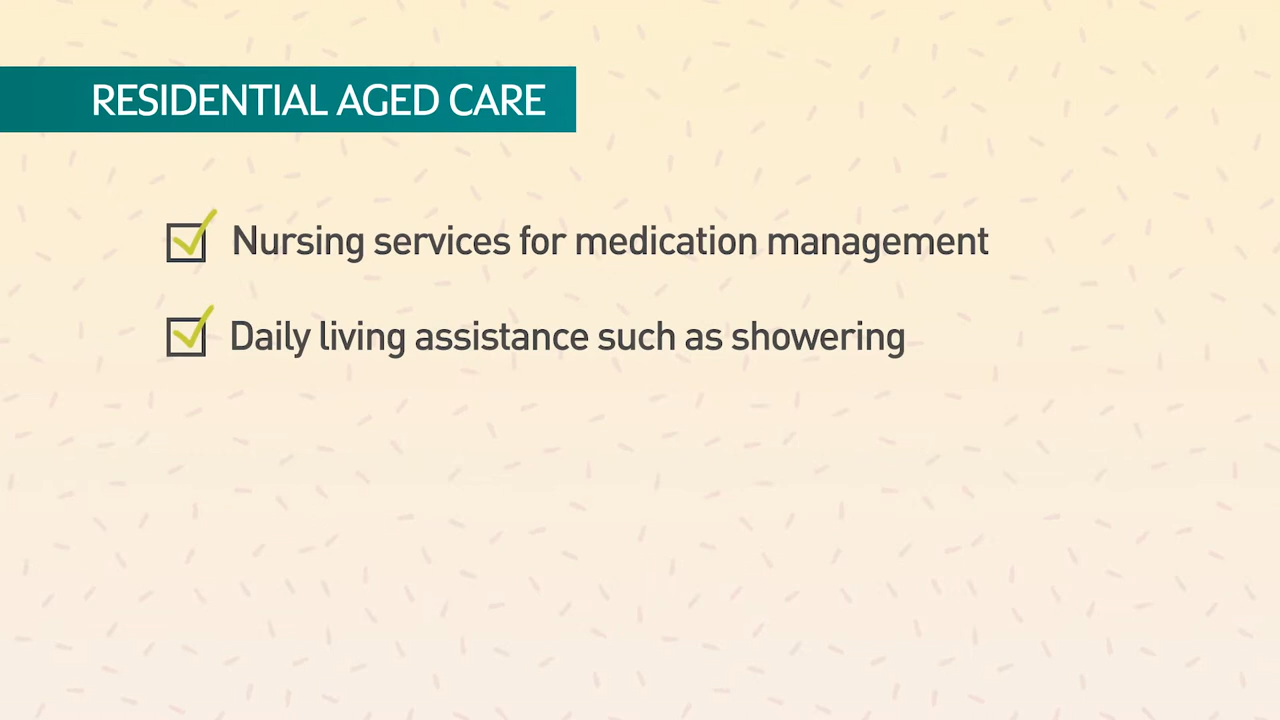 RESIDENTIAL AGED CARE
Nursing services for medication management
Daily living assistance such as showering